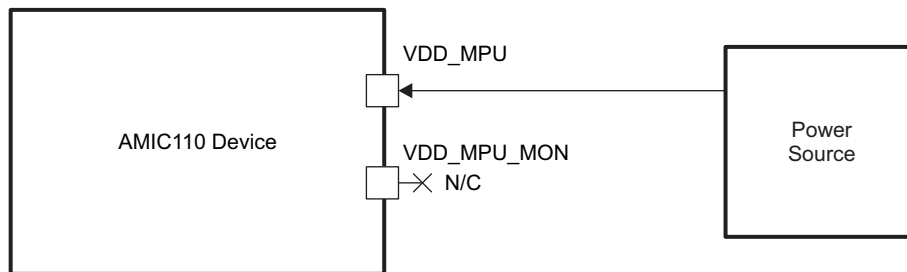 VDD_MPU
AMIC110 Device
VDD_MPU_MON
N/C
Power
Source